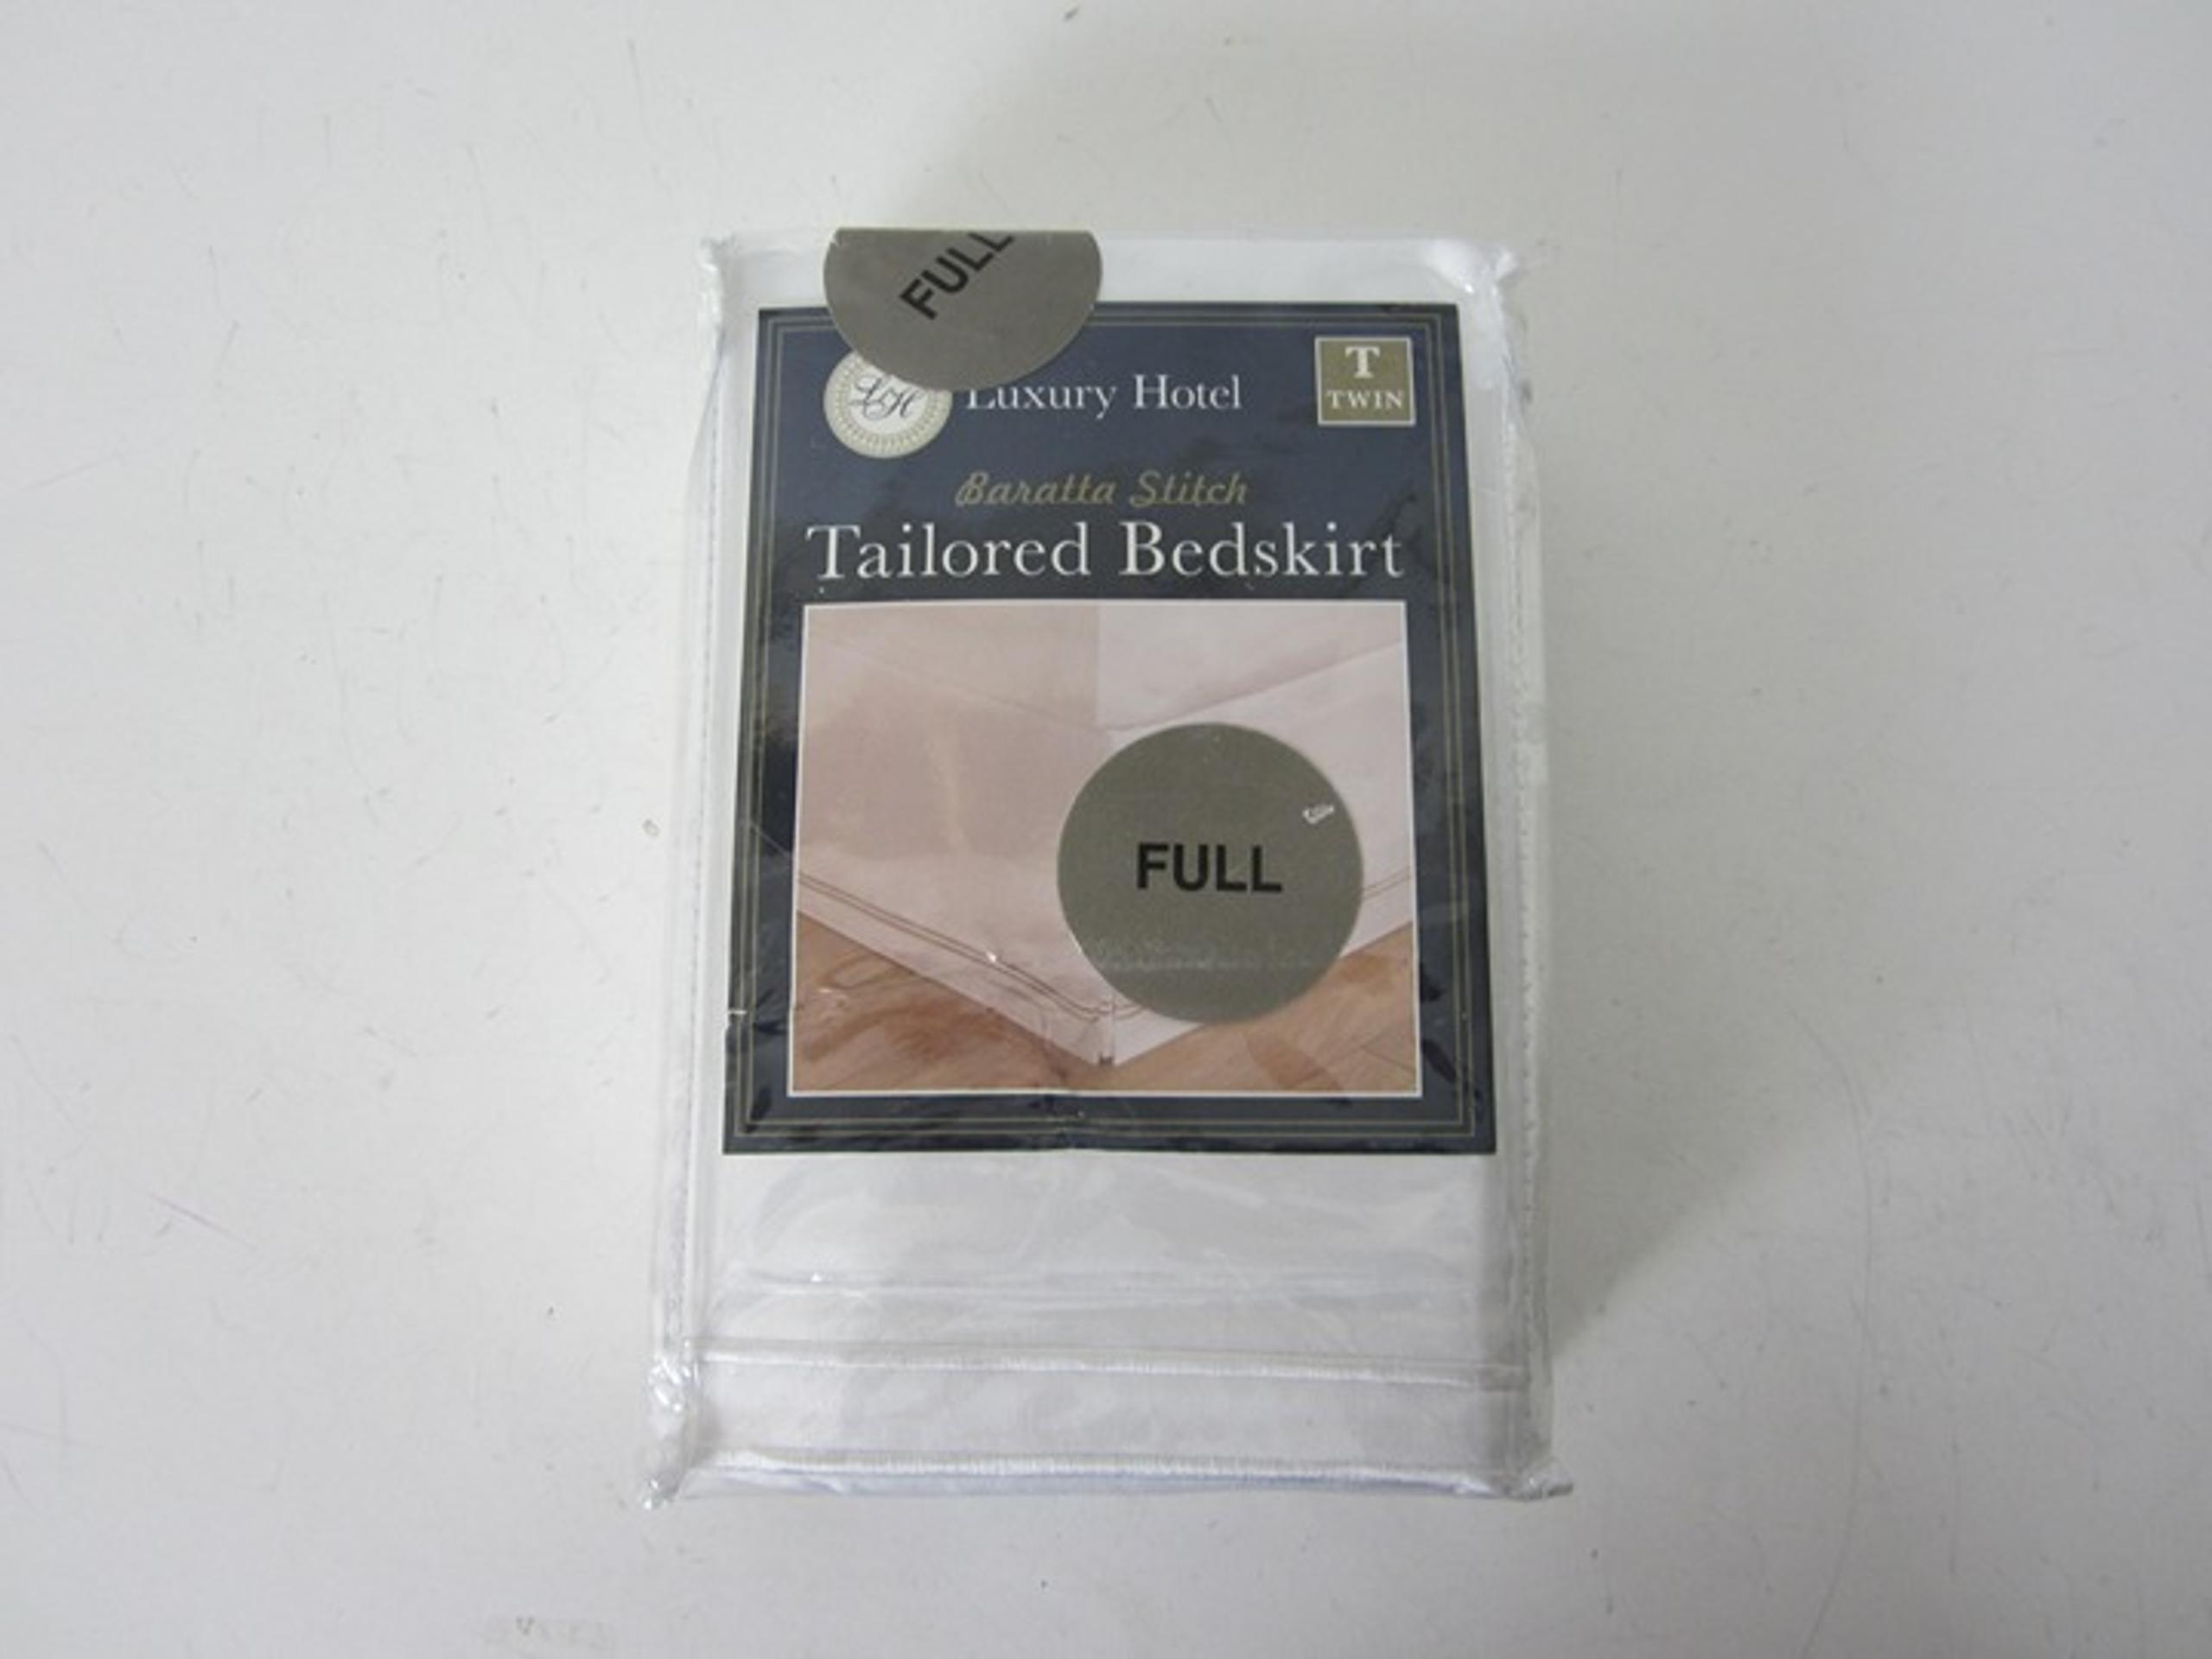 FULL
LH
Luxury Hotel
T
TWIN
Baratta Stitch
Tailored Bedskirt
FULL